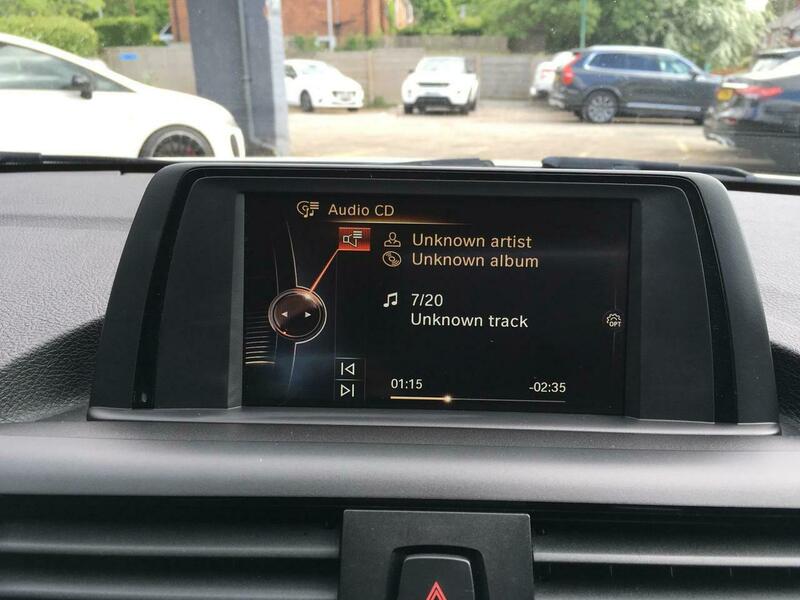 Audio CD
Unknown artist
Unknown album
7/20
Unknown track
OPT
01:15 -02:35